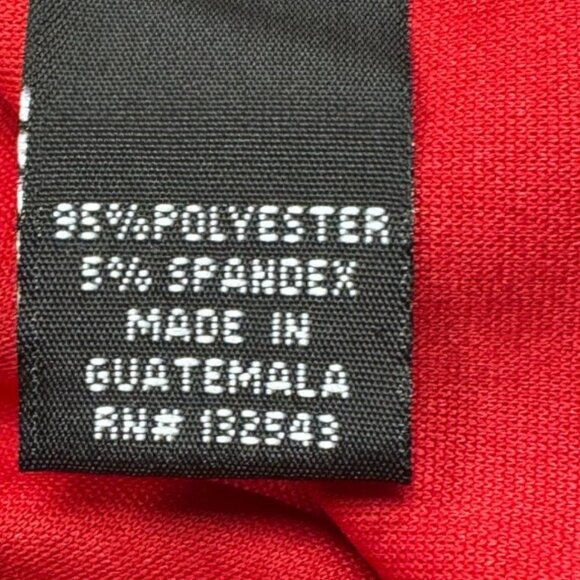 95% POLYESTER
5% SPANDEX
MADE IN
GUATEMALA
RN# 132543